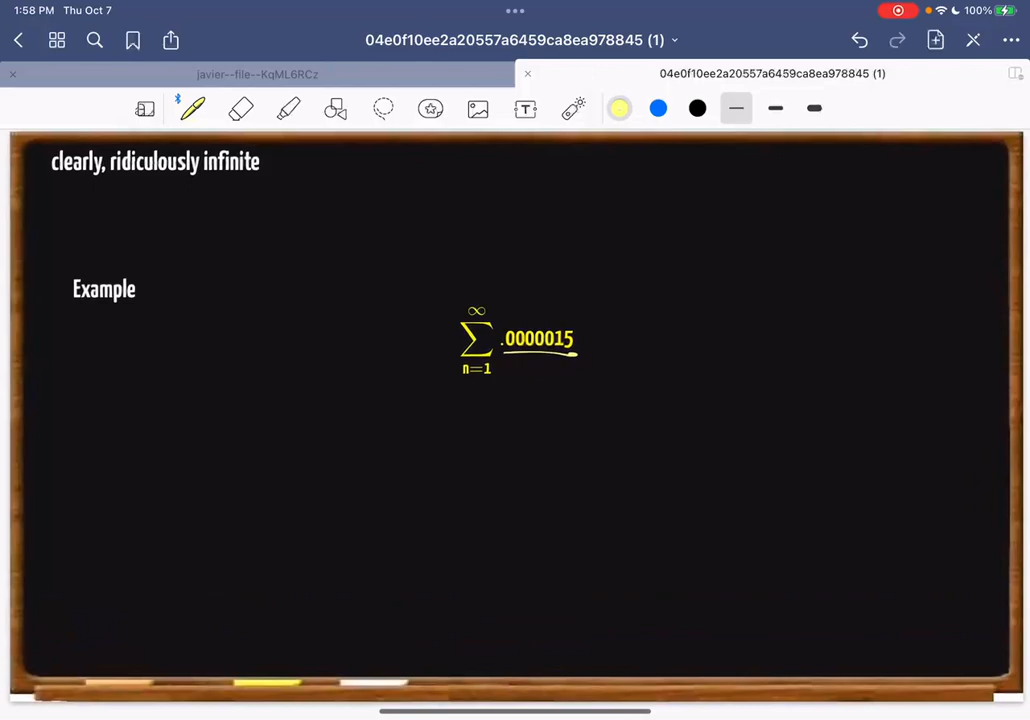 1:58 PM Thu Oct 7
100%
04e0f10ee2a20557a6459ca8ea978845 (1)
javier--file--KqML6RCz
04e0f10ee2a20557a6459ca8ea978845 (1)
T
clearly, ridiculously infinite
Example
∞
∑ .0000015
n=1